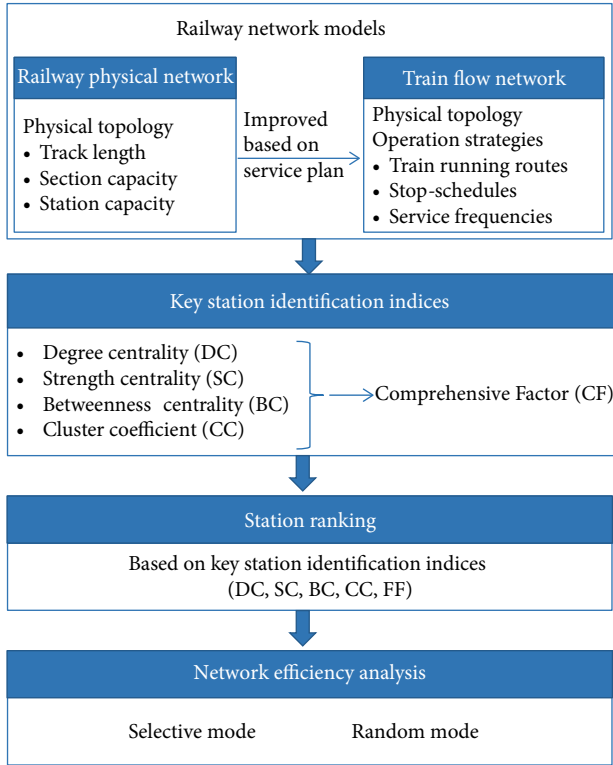 Railway network models
Railway physical network
Physical topology
• Track length
• Section capacity
• Station capacity
Improved
based on
service plan
Train flow network
Physical topology
Operation strategies
• Train running routes
• Stop-schedules
• Service frequencies
Key station identification indices
• Degree centrality (DC)
• Strength centrality (SC)
• Betweenness centrality (BC)
• Cluster coefficient (CC)
Comprehensive Factor (CF)
Station ranking
Based on key station identification indices
(DC, SC, BC, CC, FF)
Network efficiency analysis
Selective mode
Random mode